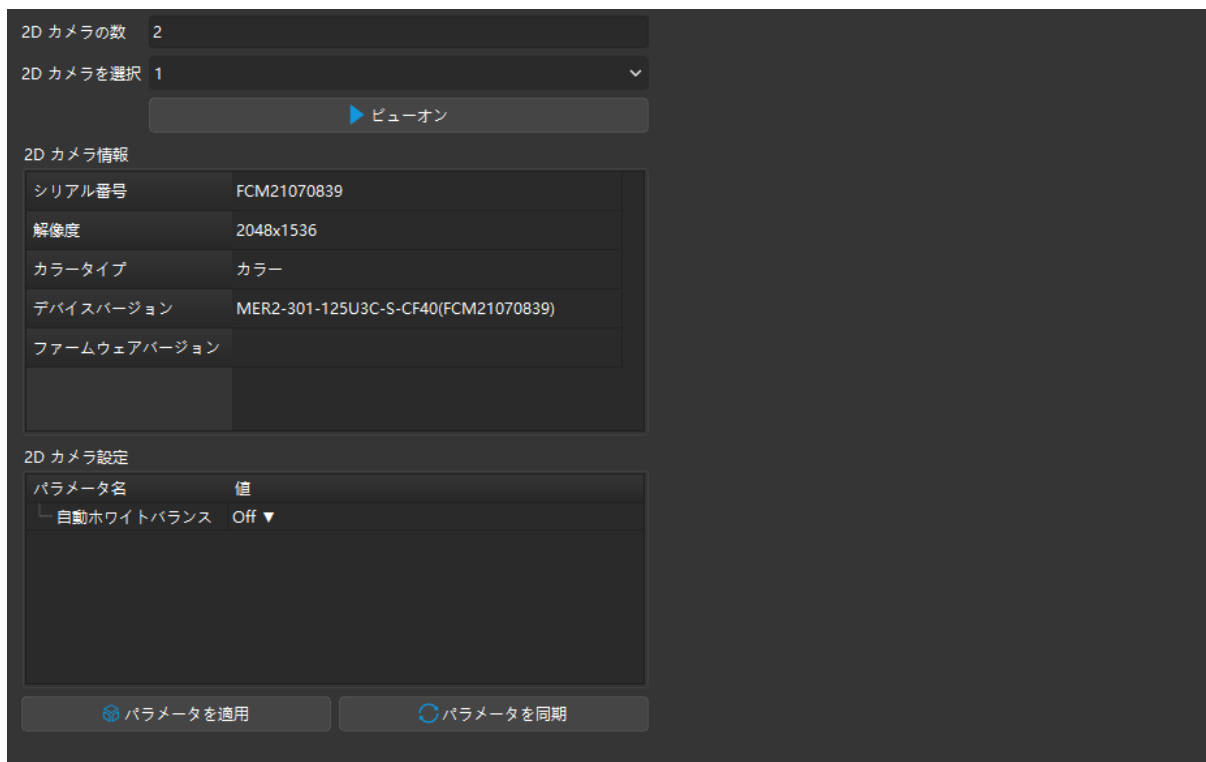 2D カメラの数 2
2D カメラを選択 1
ビューオン
2D カメラ情報
シリアル番号 FCM21070839
解像度 2048x1536
カラータイプ カラー
デバイスバージョン MER2-301-125U3C-S-CF40(FCM21070839)
ファームウェアバージョン
2D カメラ設定
パラメータ名 値
自動ホワイトバランス Off ▼
パラメータを適用 パラメータを同期